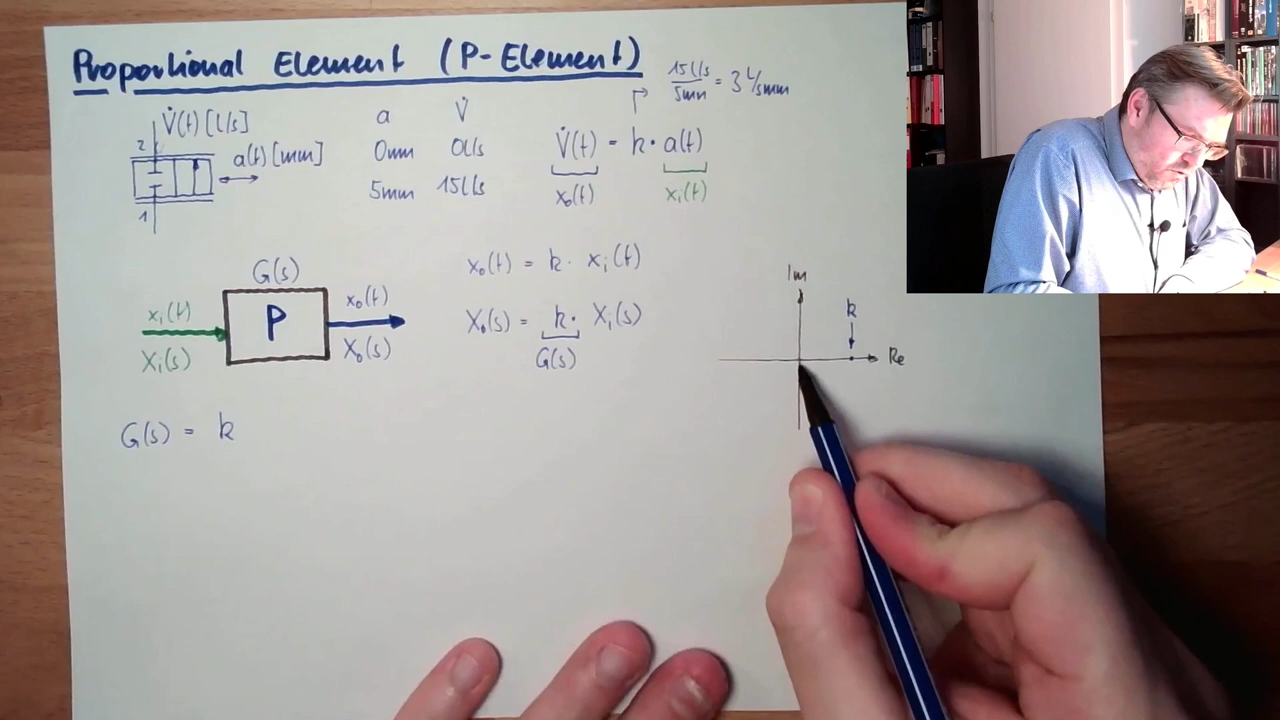 Proportional Element (P-Element)
15 l/s / 5mm = 3 l/s mm
V̇(t) [l/s]
2
a(t) [mm]
1
a V̇
0mm 0l/s
5mm 15l/s
V̇(t) = k · a(t)
x₀(t) xᵢ(t)
G(s)
xᵢ(t) P x₀(t)
Xᵢ(s) X₀(s)
x₀(t) = k · xᵢ(t)
X₀(s) = k · Xᵢ(s)
G(s)
Im
k
Re
G(s) = k